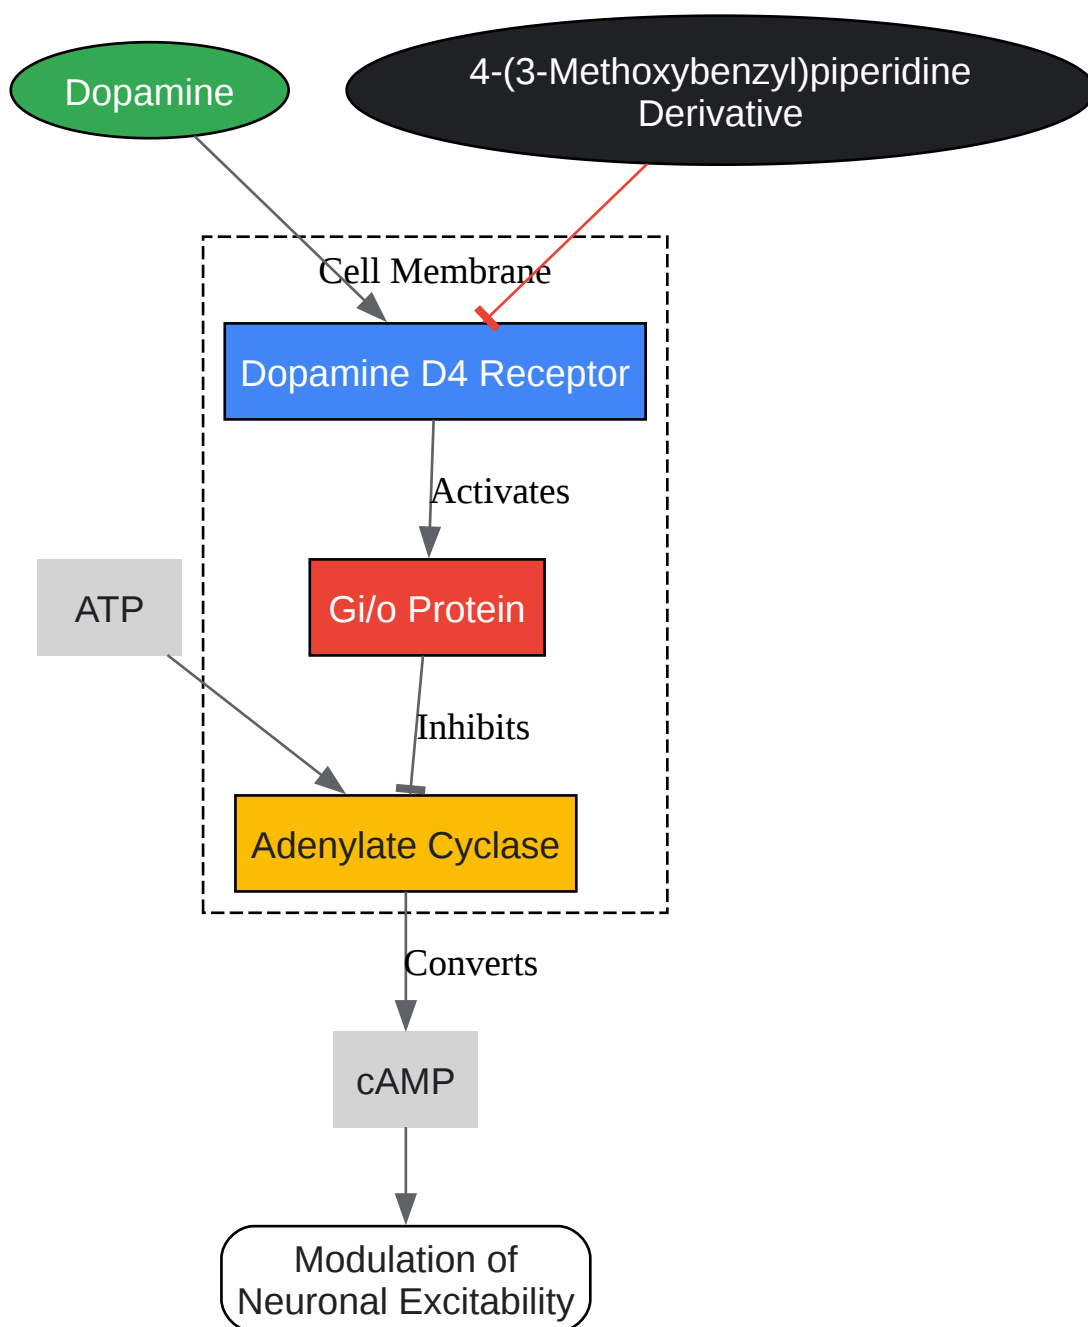 Dopamine
4-(3-Methoxybenzyl)piperidine
Derivative
Cell Membrane
Dopamine D4 Receptor
Activates
ATP
Gi/o Protein
Inhibits
Adenylate Cyclase
Converts
cAMP
Modulation of
Neuronal Excitability